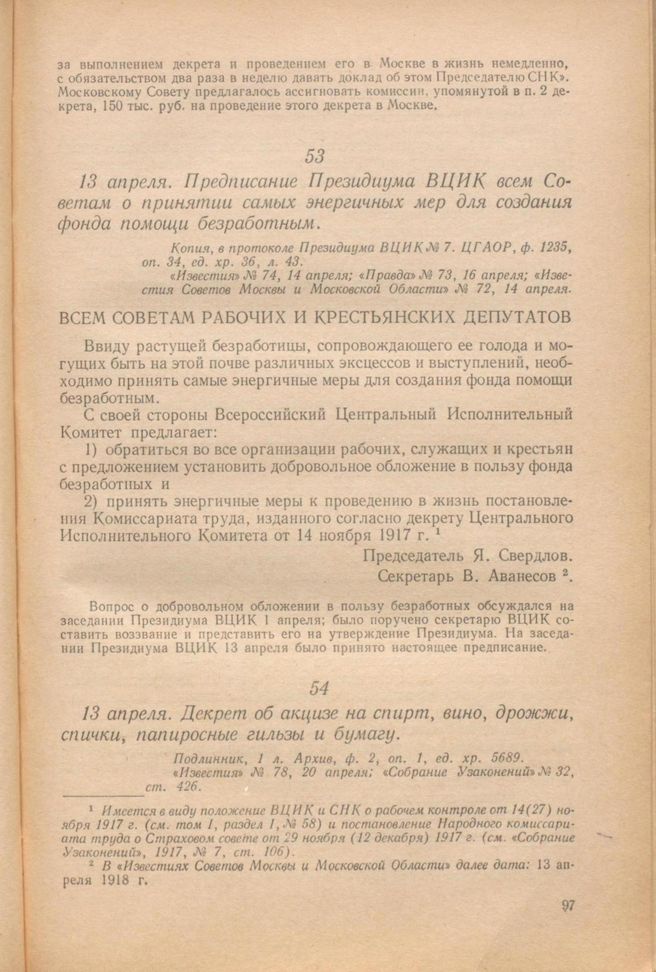 за выполнением декрета и проведением его в Москве в жизнь немедленно,
с обязательством два раза в неделю давать доклад об этом Председателю СНК».
Московскому Совету предлагалось ассигновать комиссии, упомянутой в п. 2 де-
крета, 150 тыс. руб. на проведение этого декрета в Москве.
53
13 апреля. Предписание Президиума ВЦИК всем Со-
ветам о принятии самых энергичных мер для создания
фонда помощи безработным.
Копия, в протоколе Президиума ВЦИК № 7. ЦГАОР, ф. 1235,
оп. 34, ед. хр. 36, л. 43.
«Известия» № 74, 14 апреля; «Правда» № 73, 16 апреля; «Изве-
стия Советов Москвы и Московской Области» № 72, 14 апреля.
ВСЕМ СОВЕТАМ РАБОЧИХ И КРЕСТЬЯНСКИХ ДЕПУТАТОВ
Ввиду растущей безработицы, сопровождающего ее голода и мо-
гущих быть на этой почве различных эксцессов и выступлений, необ-
ходимо принять самые энергичные меры для создания фонда помощи
безработным.
С своей стороны Всероссийский Центральный Исполнительный
Комитет предлагает:
1) обратиться во все организации рабочих, служащих и крестьян
с предложением установить добровольное обложение в пользу фонда
безработных и
2) принять энергичные меры к проведению в жизнь постановле-
ния Комиссариата труда, изданного согласно декрету Центрального
Исполнительного Комитета от 14 ноября 1917 г. ¹
Председатель Я. Свердлов.
Секретарь В. Аванесов ².
Вопрос о добровольном обложении в пользу безработных обсуждался на
заседании Президиума ВЦИК 1 апреля; было поручено секретарю ВЦИК со-
ставить воззвание и представить его на утверждение Президиума. На заседа-
нии Президиума ВЦИК 13 апреля было принято настоящее предписание.
54
13 апреля. Декрет об акцизе на спирт, вино, дрожжи,
спички, папиросные гильзы и бумагу.
Подлинник, 1 л. Архив, ф. 2, оп. 1, ед. хр. 5689.
«Известия» № 78, 20 апреля; «Собрание Узаконений» № 32,
ст. 426.
¹ Имеется в виду положение ВЦИК и СНК о рабочем контроле от 14(27) но-
ября 1917 г. (см. том I, раздел I, № 58) и постановление Народного комиссари-
ата труда о Страховом совете от 29 ноября (12 декабря) 1917 г. (см. «Собрание
Узаконений», 1917, № 7, ст. 106).
² В «Известиях Советов Москвы и Московской Области» далее дата: 13 ап-
реля 1918 г.
97